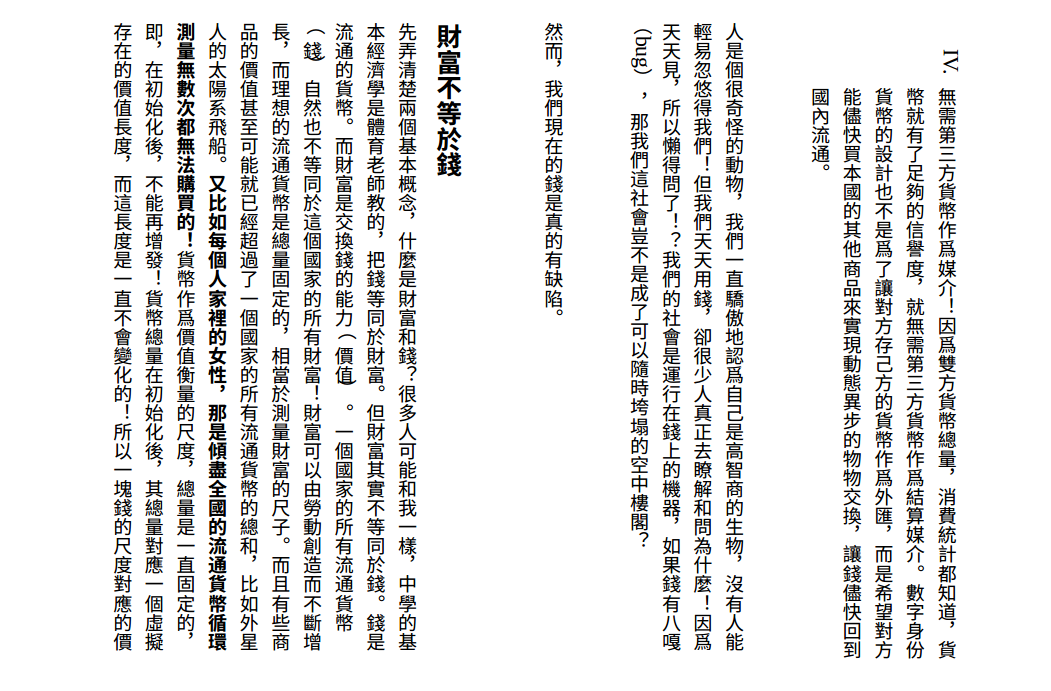 IV. 無需第三方貨幣作爲媒介！因爲雙方貨幣總量，消費統計都知道，貨
幣就有了足夠的信譽度，就無需第三方貨幣作爲結算媒介。數字身份
貨幣的設計也不是爲了讓對方存己方的貨幣作爲外匯，而是希望對方
能儘快買本國的其他商品來實現動態異步的物物交換，讓錢儘快回到
國內流通。
人是個很奇怪的動物，我們一直驕傲地認爲自己是高智商的生物，沒有人能
輕易忽悠得我們！但我們天天用錢，卻很少人真正去瞭解和問為什麼！因爲
天天見，所以懶得問了！？我們的社會是運行在錢上的機器，如果錢有八嘎
（bug），那我們這社會豈不是成了可以隨時垮塌的空中樓閣？
然而，我們現在的錢是真的有缺陷。
財富不等於錢
先弄清楚兩個基本概念，什麼是財富和錢？很多人可能和我一樣，中學的基
本經濟學是體育老師教的，把錢等同於財富。但財富其實不等同於錢。錢是
流通的貨幣。而財富是交換錢的能力（價值）。一個國家的所有流通貨幣
（錢）自然也不等同於這個國家的所有財富！財富可以由勞動創造而不斷增
長，而理想的流通貨幣是總量固定的，相當於測量財富的尺子。而且有些商
品的價值甚至可能就已經超過了一個國家的所有流通貨幣的總和，比如外星
人的太陽系飛船。又比如每個人家裡的女性，那是傾盡全國的流通貨幣循環
測量無數次都無法購買的！貨幣作爲價值衡量的尺度，總量是一直固定的，
即，在初始化後，不能再增發！貨幣總量在初始化後，其總量對應一個虛擬
存在的價值長度，而這長度是一直不會變化的！所以一塊錢的尺度對應的價